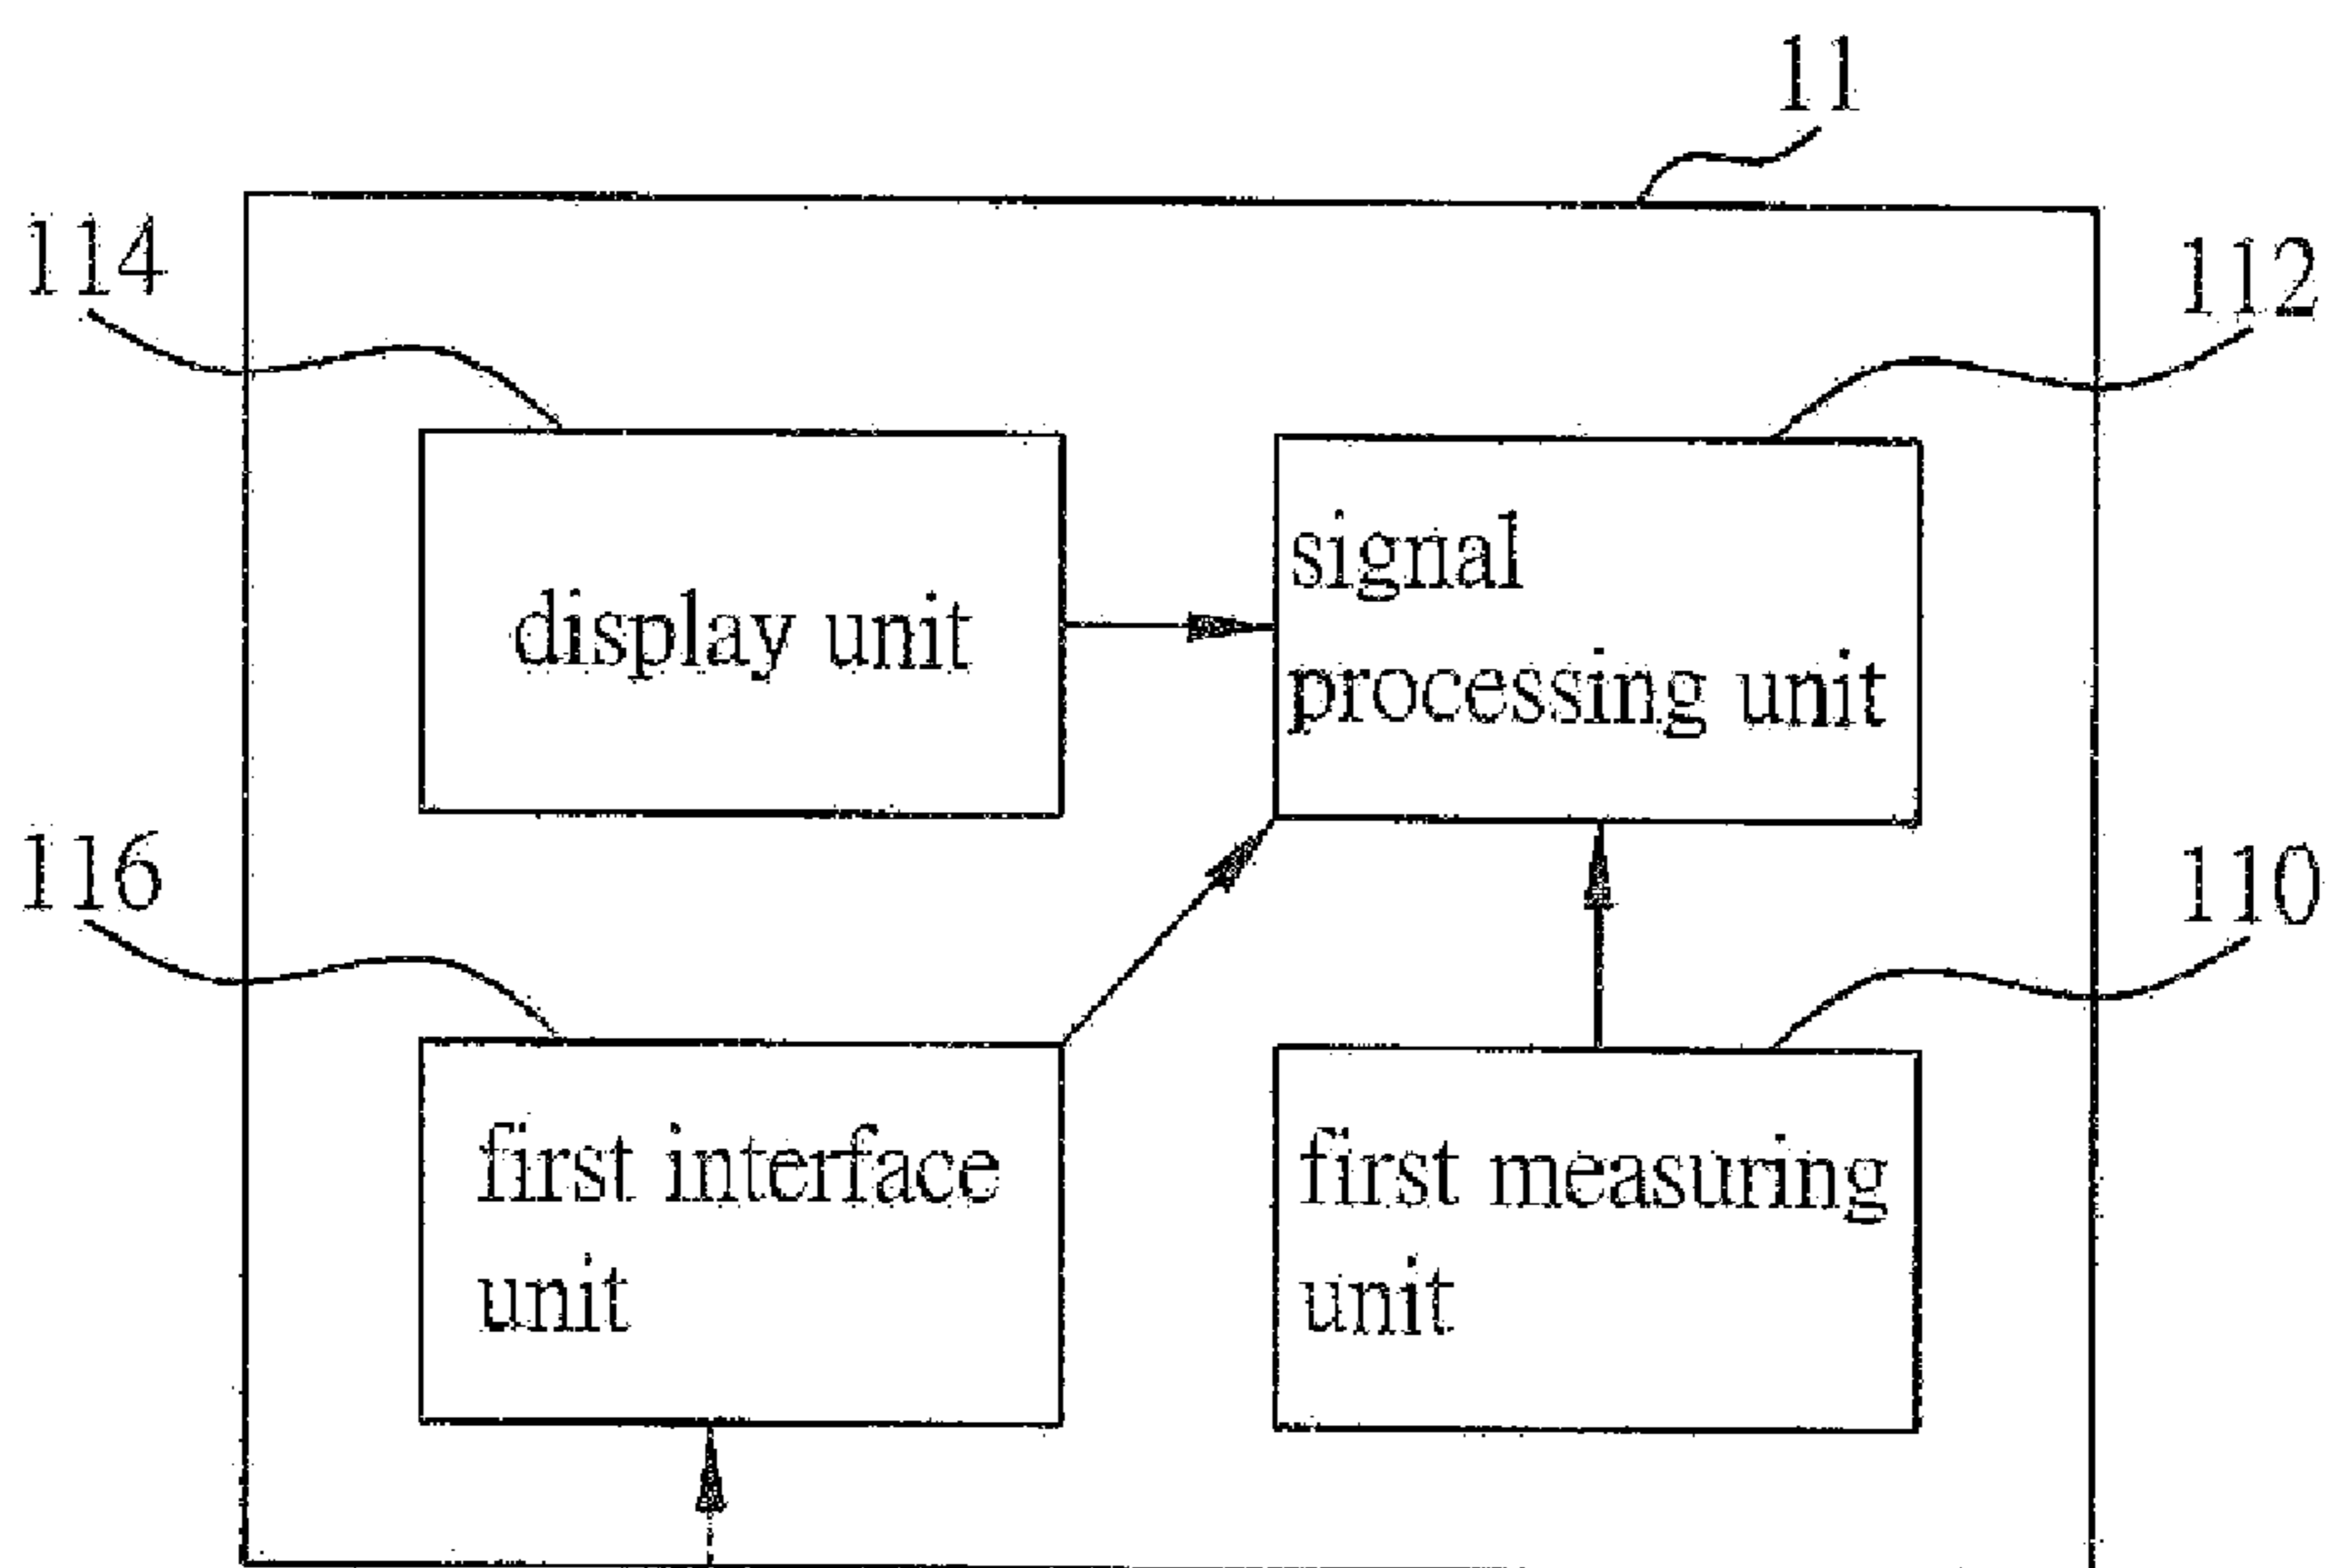 11
114
112
display unit
signal
processing unit
116
110
first interface
unit
first measuring
unit